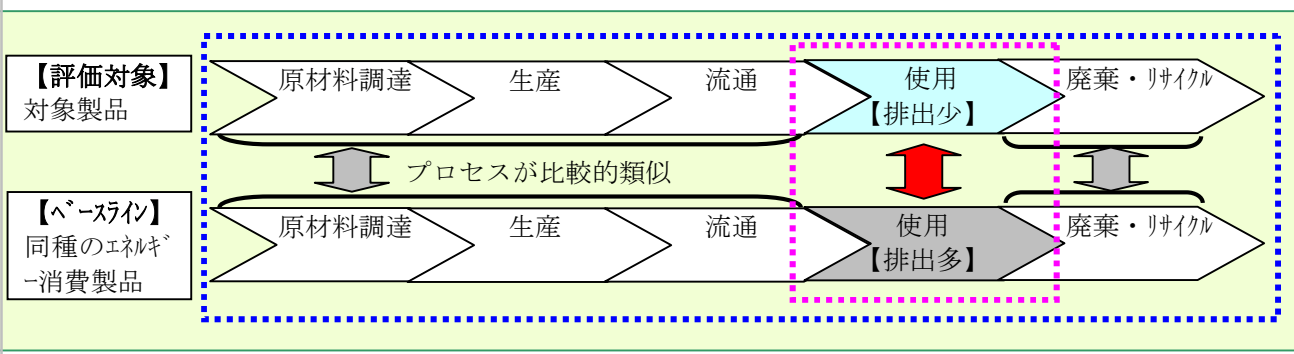 【評価対象】
対象製品
原材料調達
生産
流通
使用
【排出少】
廃棄・ﾘｻｲｸﾙ
プロセスが比較的類似
【ﾍﾞｰｽﾗｲﾝ】
同種のｴﾈﾙｷﾞ
ｰ消費製品
原材料調達
生産
流通
使用
【排出多】
廃棄・ﾘｻｲｸﾙ